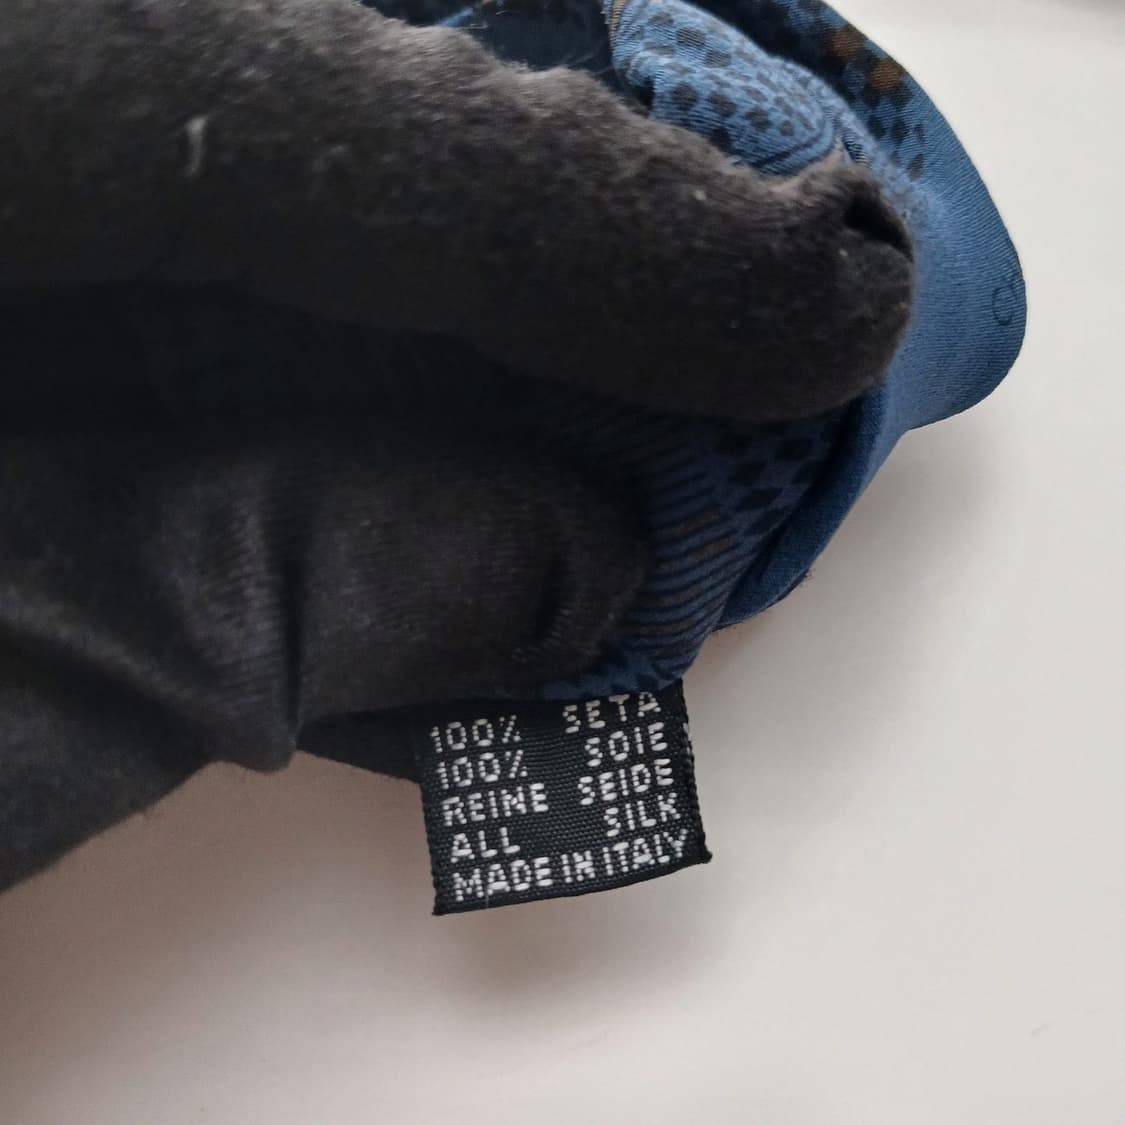 100% SETA
100% SOIE
REINE SEIDE
ALL SILK
MADE IN ITALY